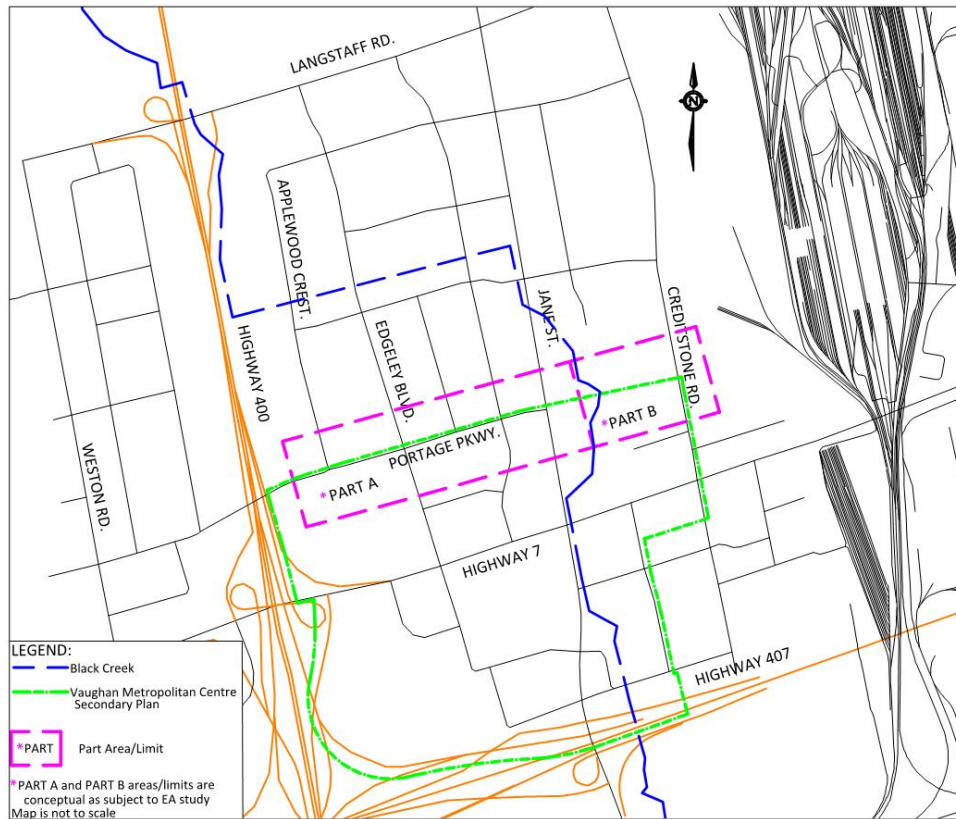 LANGSTAFF RD.
N
APPLEWOOD CREST.
HIGHWAY 400
EDGELEY BLVD.
JANE ST.
CREDITSTONE RD.
WESTON RD.
PORTAGE PKWY.
*PART A
*PART B
HIGHWAY 7
HIGHWAY 407
LEGEND:
Black Creek
Vaughan Metropolitan Centre
Secondary Plan
*PART
Part Area/Limit
*PART A and PART B areas/limits are
conceptual as subject to EA study
Map is not to scale